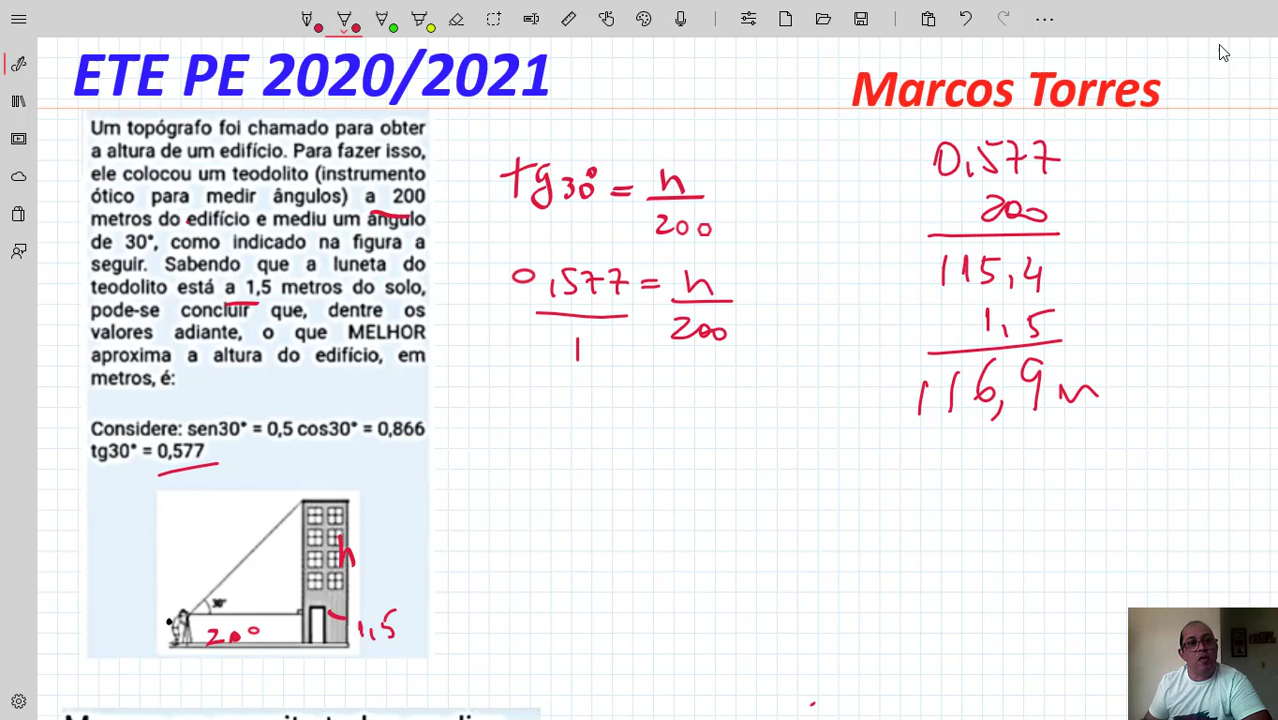 ETE PE 2020/2021
Marcos Torres
Um topógrafo foi chamado para obter
a altura de um edifício. Para fazer isso,
ele colocou um teodolito (instrumento
ótico para medir ângulos) a 200
metros do edifício e mediu um ângulo
de 30°, como indicado na figura a
seguir. Sabendo que a luneta do
teodolito está a 1,5 metros do solo,
pode-se concluir que, dentre os
valores adiante, o que MELHOR
aproxima a altura do edifício, em
metros, é:
Considere: sen30° = 0,5 cos30° = 0,866
tg30° = 0,577
30°
h
200
1,5
tg30° = h
200
0,577 = h
1 200
0,577
200
115,4
1,5
116,9 m